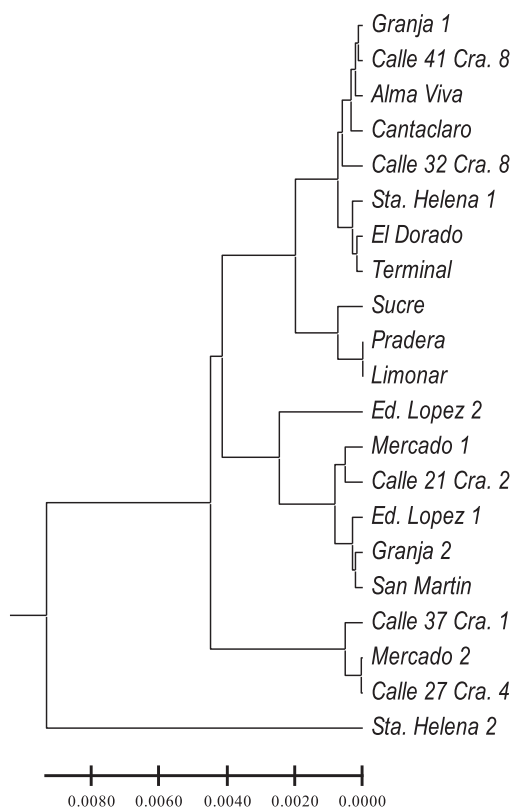 Granja 1
Calle 41 Cra. 8
Alma Viva
Cantaclaro
Calle 32 Cra. 8
Sta. Helena 1
El Dorado
Terminal
Sucre
Pradera
Limonar
Ed. Lopez 2
Mercado 1
Calle 21 Cra. 2
Ed. Lopez 1
Granja 2
San Martin
Calle 37 Cra. 1
Mercado 2
Calle 27 Cra. 4
Sta. Helena 2
0.0080 0.0060 0.0040 0.0020 0.0000